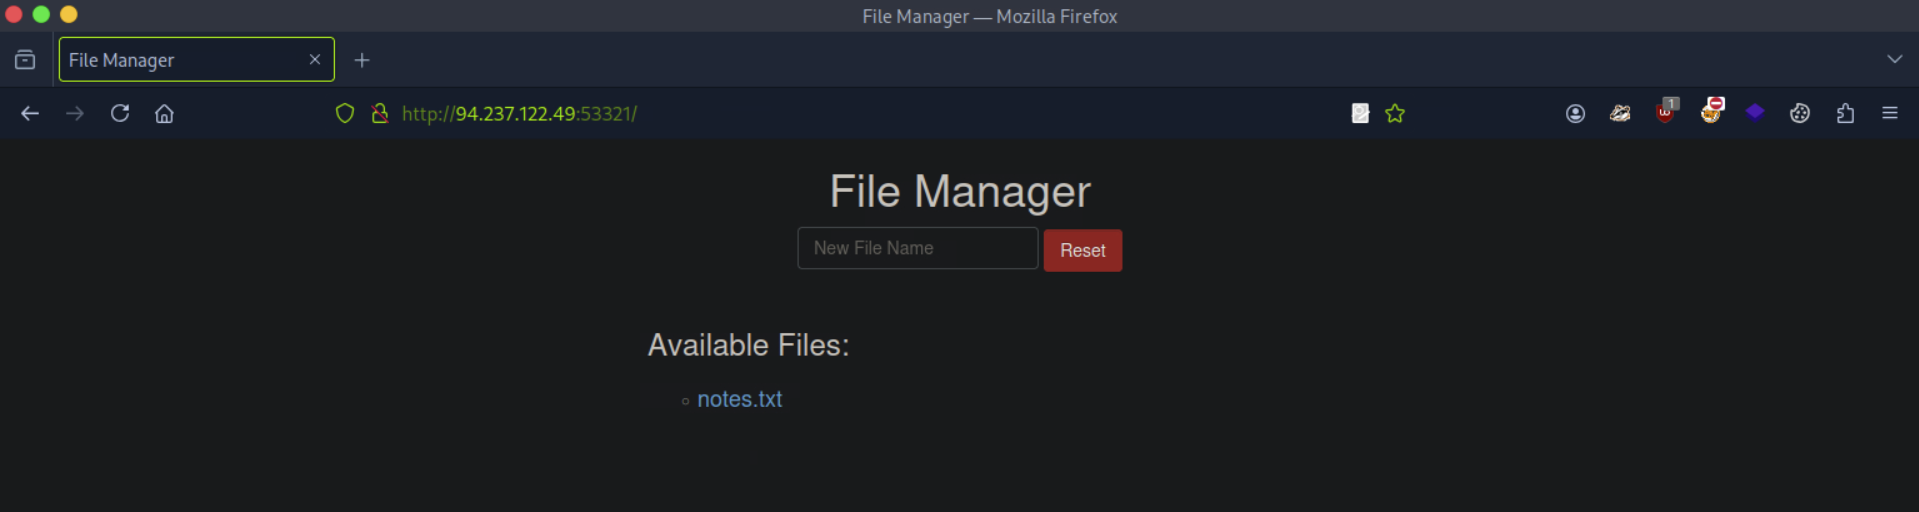 File Manager — Mozilla Firefox
File Manager
http://94.237.122.49:53321/
1
File Manager
New File Name
Reset
Available Files:
notes.txt